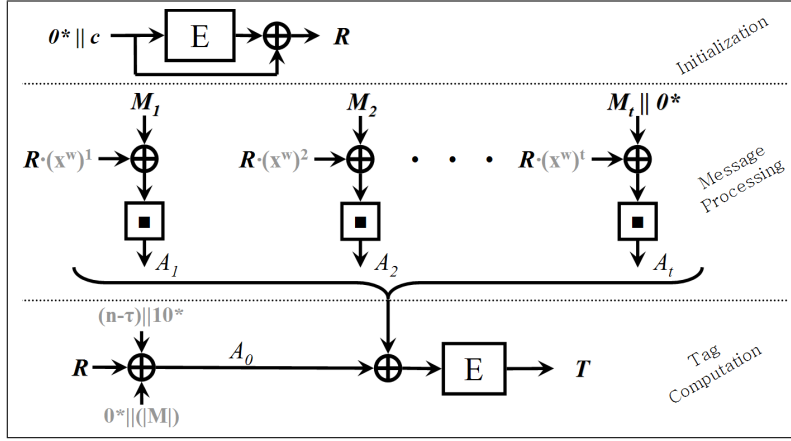 0* || c
E
R
Initialization
M₁
M₂
Mₜ || 0*
R·(xʷ)¹
R·(xʷ)²
· · ·
R·(xʷ)ᵗ
Message
Processing
■
■
■
A₁
A₂
Aₜ
(n-τ)||10*
R
A₀
E
T
Tag
Computation
0*||(|M|)